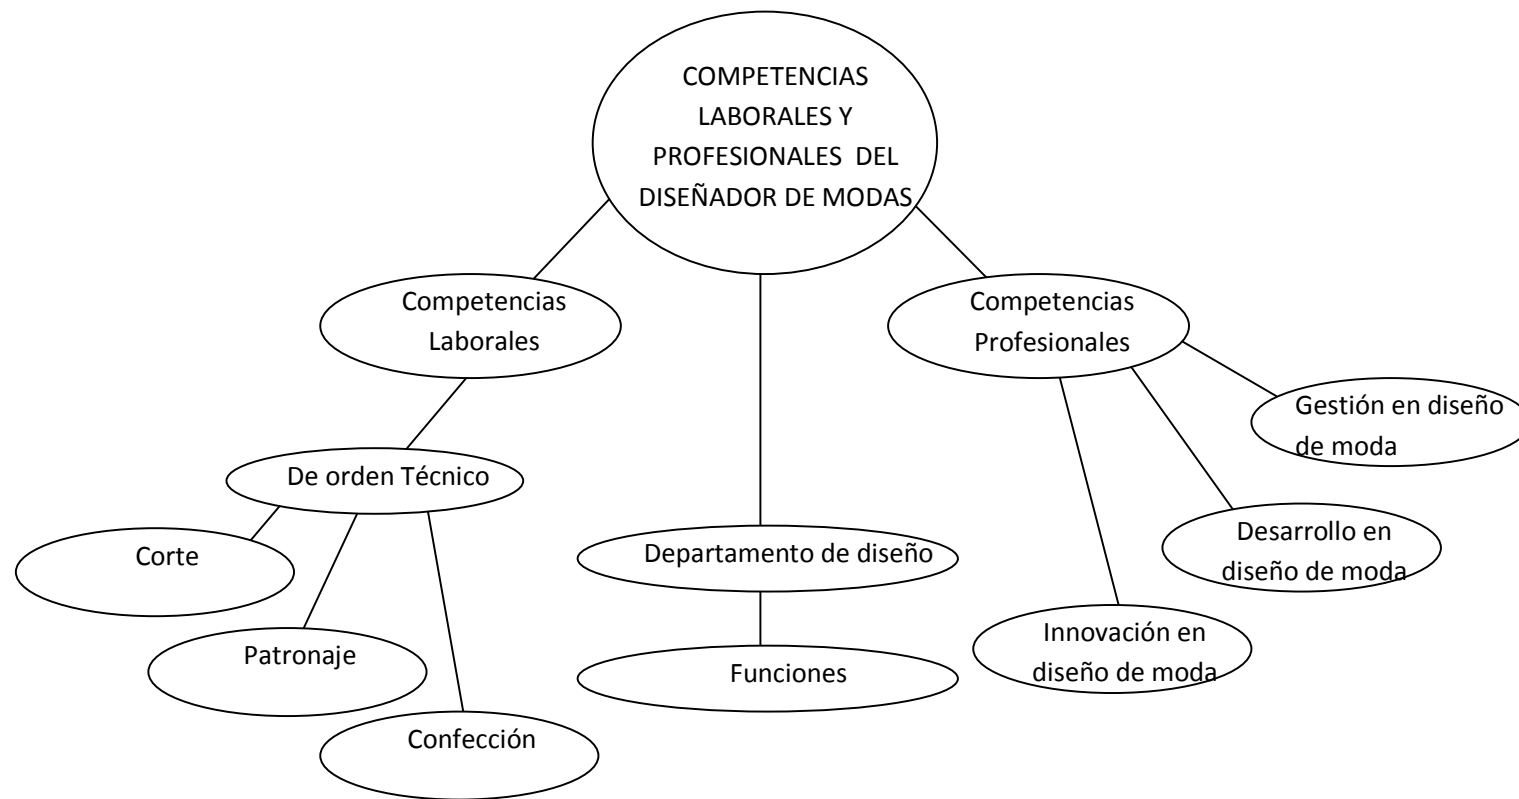 COMPETENCIAS
LABORALES Y
PROFESIONALES DEL
DISEÑADOR DE MODAS
Competencias
Laborales
Competencias
Profesionales
De orden Técnico
Corte
Patronaje
Confección
Departamento de diseño
Funciones
Gestión en diseño
de moda
Desarrollo en
diseño de moda
Innovación en
diseño de moda